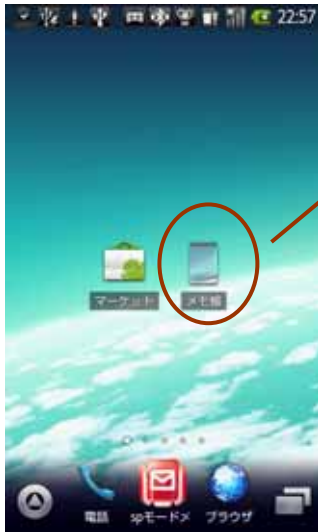 22:57
マーケット
メモ帳
電話
spモードメ
ブラウザ